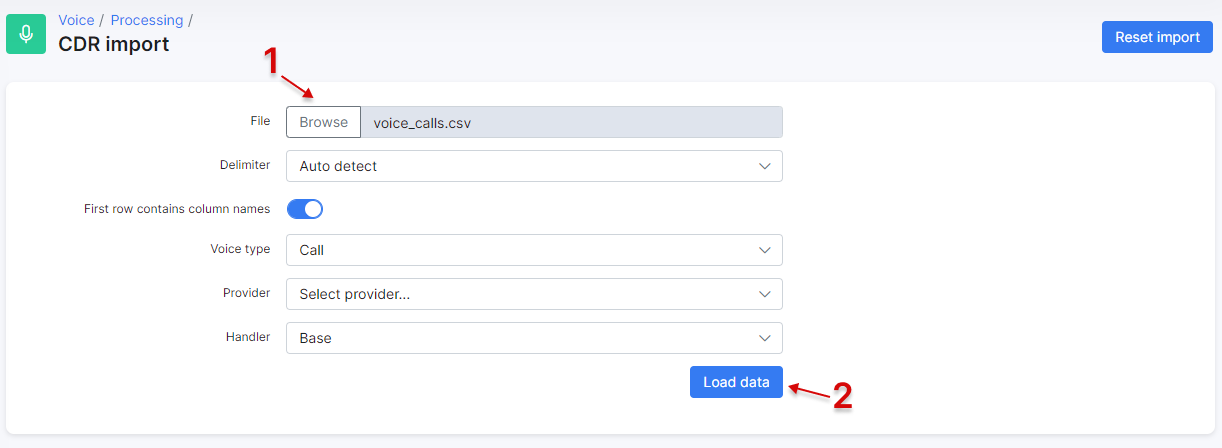 Voice / Processing /
CDR import
Reset import
1
File Browse voice_calls.csv
Delimiter Auto detect
First row contains column names
Voice type Call
Provider Select provider...
Handler Base
Load data
2